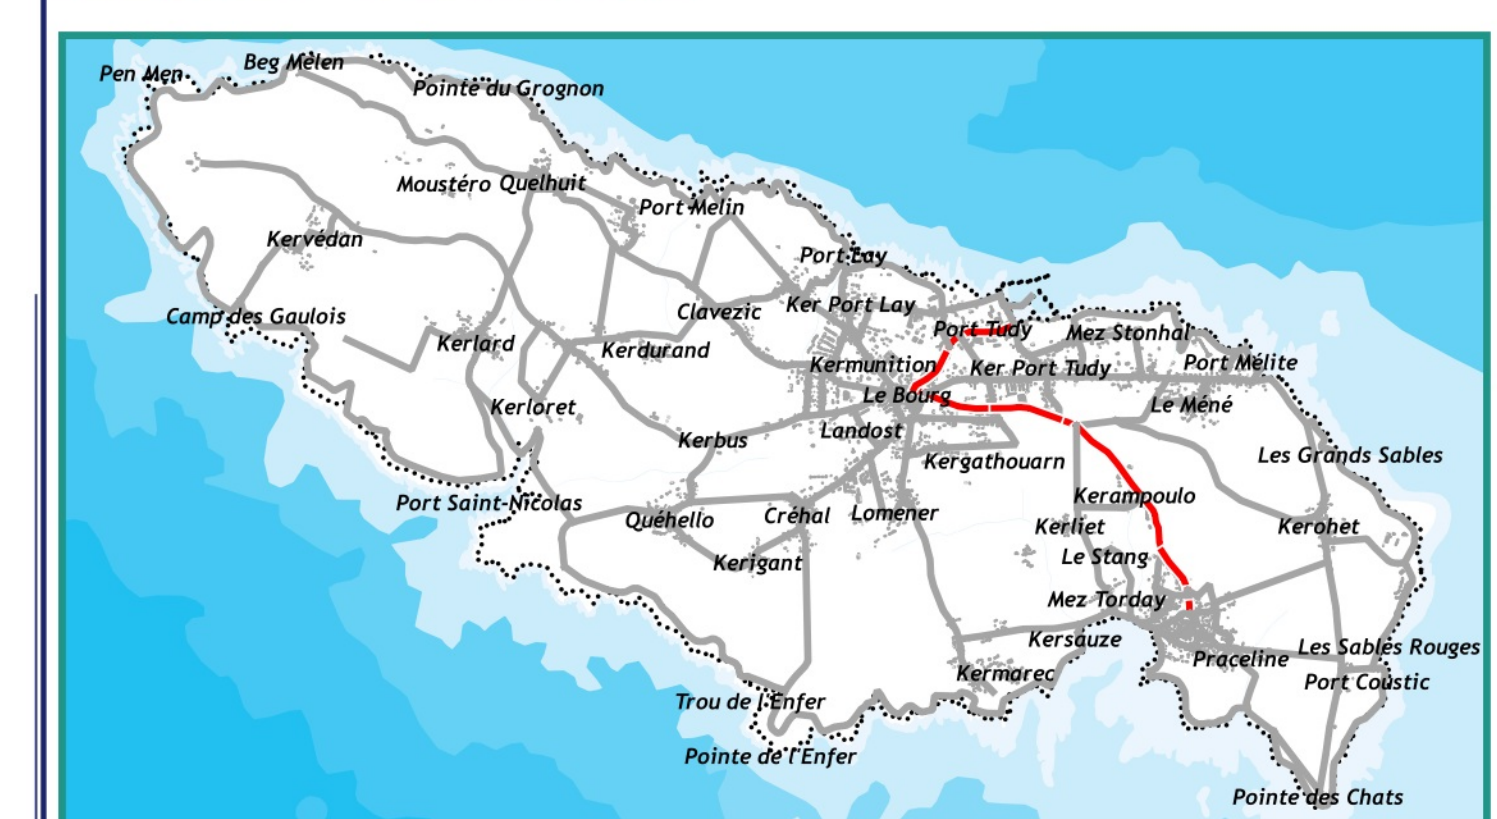 Beg Melen
Pen Men
Pointe du Grognon
Moustéro Quelhuit
Port Melin
Kervédan
Port Lay
Ker Port Lay
Clavezic
Camp des Gaulois
Port Tudy
Mez Stonhal
Kerlard
Kerdurand
Kermunition
Ker Port Tudy
Port Mélite
Le Bourg
Kerloret
Le Méné
Landost
Kerbus
Les Grands Sables
Kergathouarn
Port Saint-Nicolas
Kerampoulo
Quéhello
Créhal
Lomener
Kerliet
Kerohet
Le Stang
Kerigant
Mez Torday
Kersauze
Les Sables Rouges
Praceline
Kermarec
Port Coustic
Trou de l'Enfer
Pointe de l'Enfer
Pointe des Chats